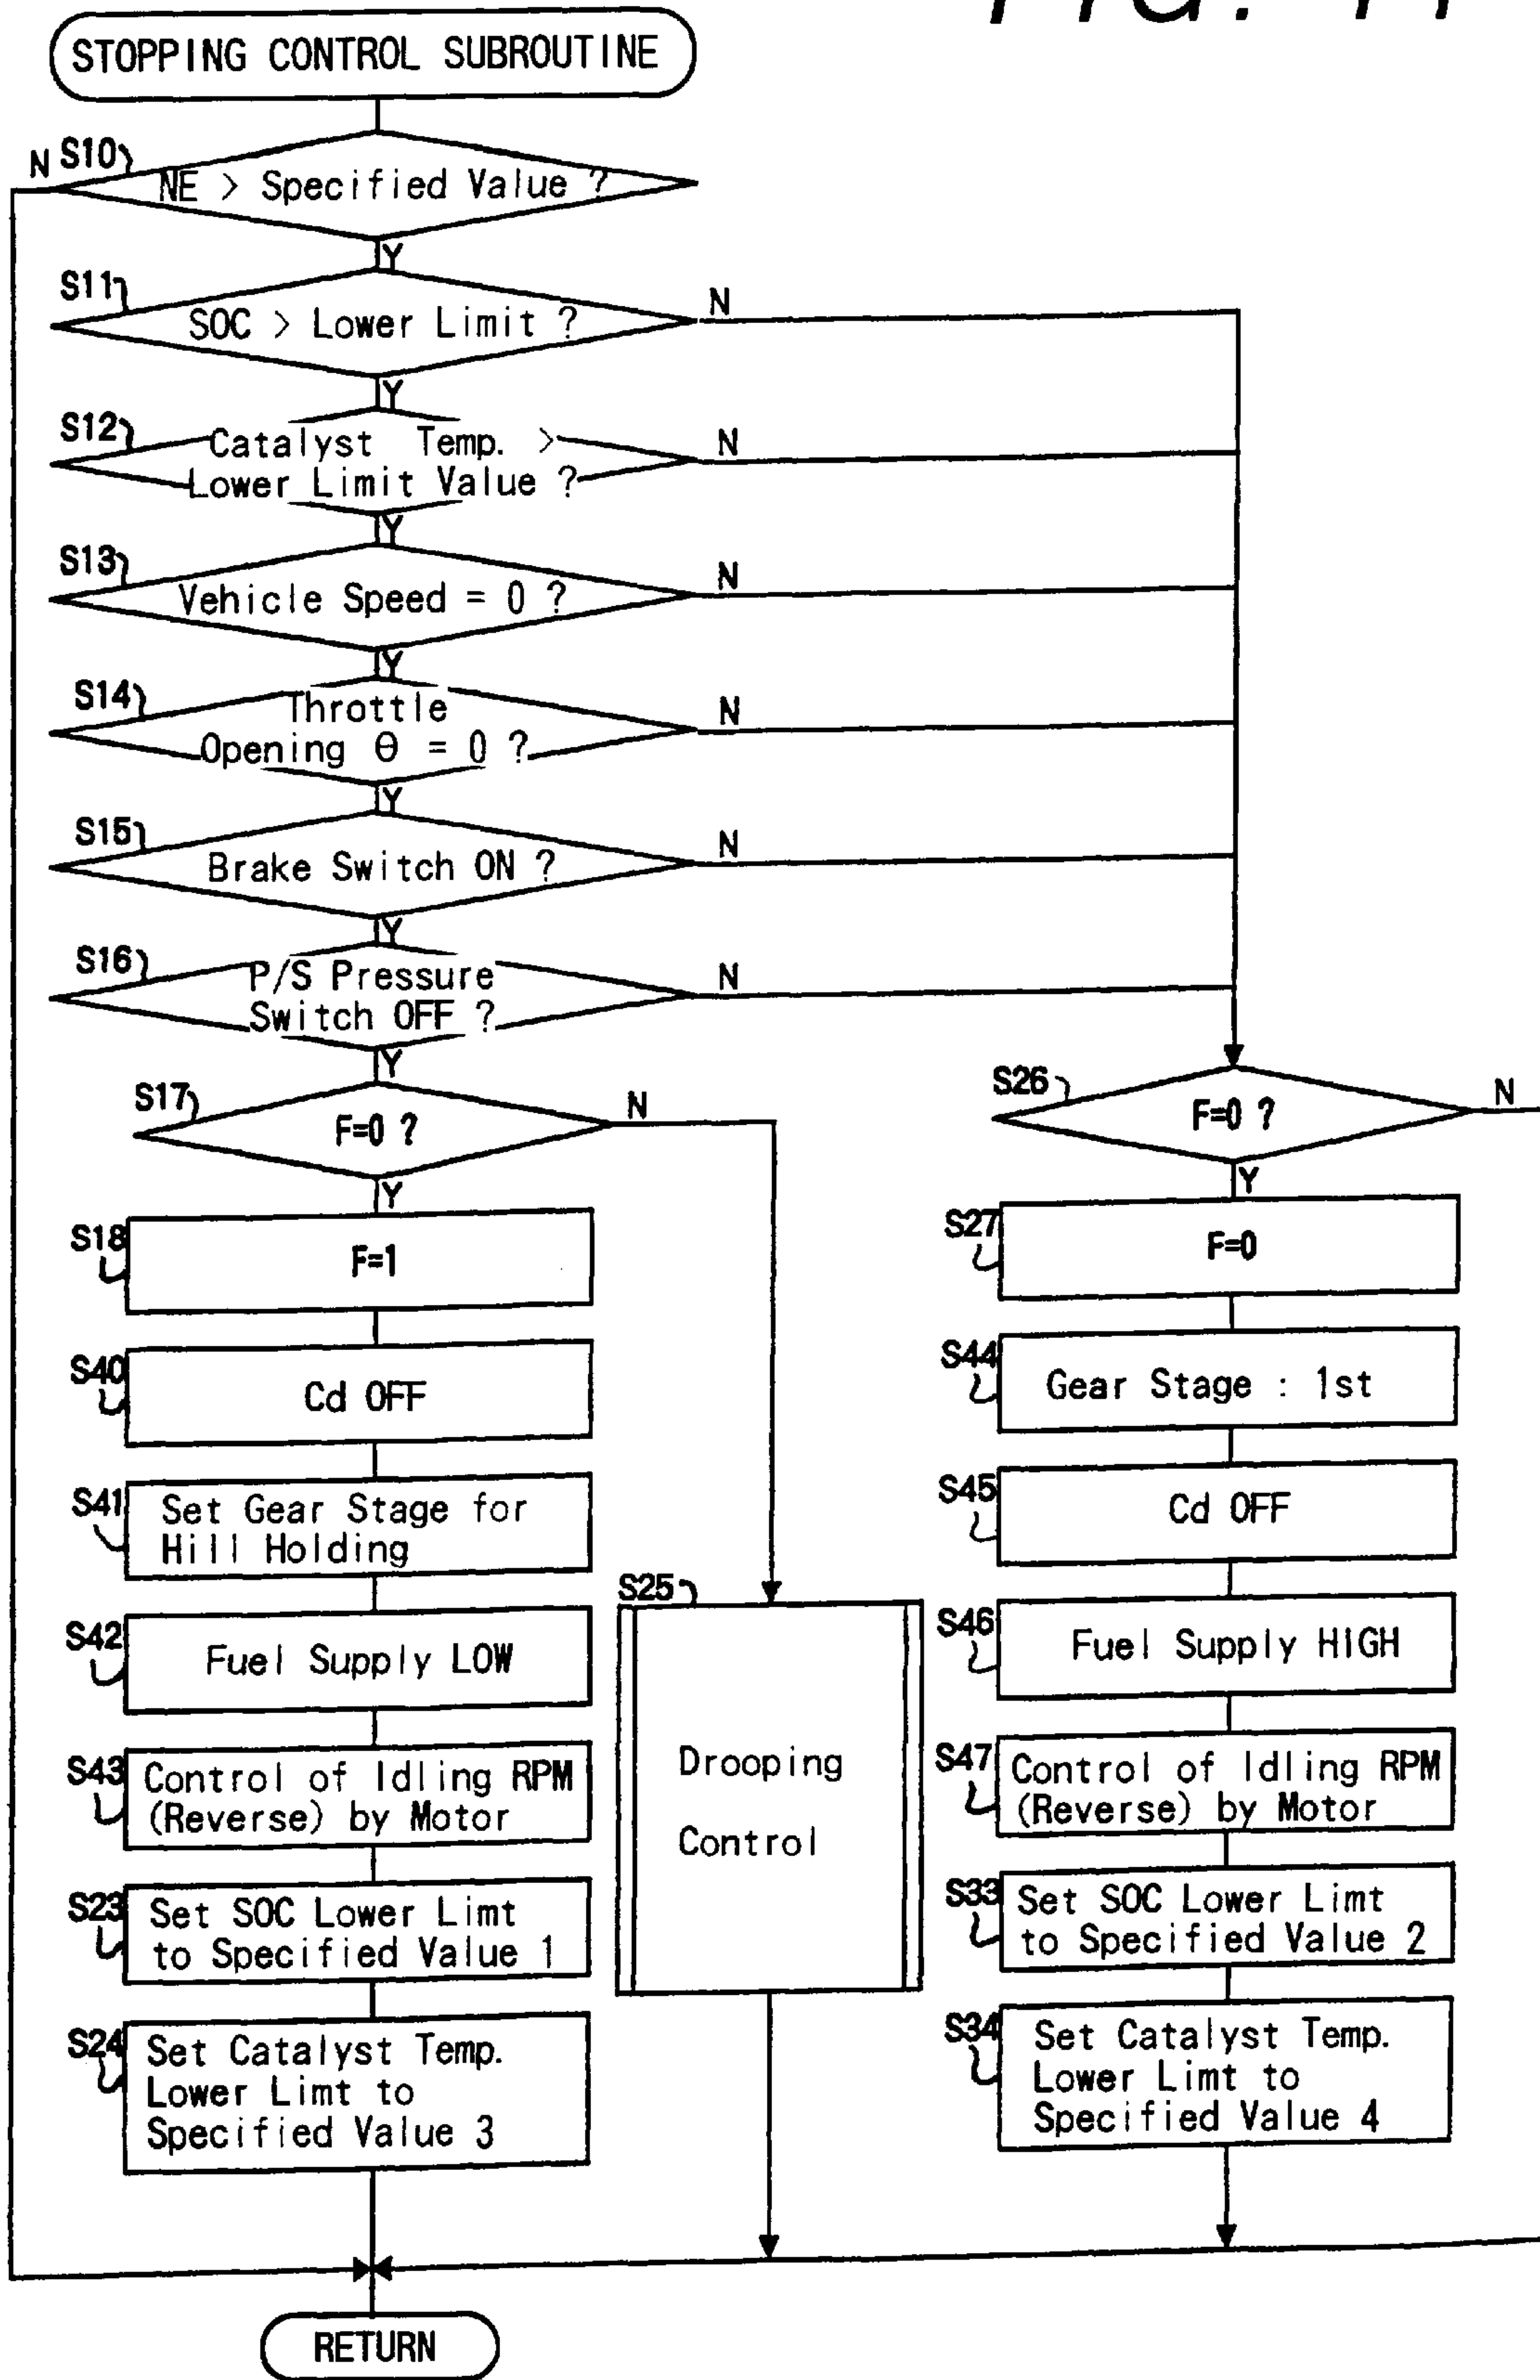 STOPPING CONTROL SUBROUTINE
N
S10
NE > Specified Value ?
Y
S11
SOC > Lower Limit ?
N
Y
S12
Catalyst Temp. >
Lower Limit Value ?
N
Y
S13
Vehicle Speed = 0 ?
N
Y
S14
Throttle
Opening θ = 0 ?
N
Y
S15
Brake Switch ON ?
N
Y
S16
P/S Pressure
Switch OFF ?
N
Y
S17
F=0 ?
N
Y
S18
F=1
S40
Cd OFF
S41
Set Gear Stage for
Hill Holding
S42
Fuel Supply LOW
S43
Control of Idling RPM
(Reverse) by Motor
S23
Set SOC Lower Limt
to Specified Value 1
S24
Set Catalyst Temp.
Lower Limt to
Specified Value 3
S25
Drooping
Control
S26
F=0 ?
N
Y
S27
F=0
S44
Gear Stage : 1st
S45
Cd OFF
S46
Fuel Supply HIGH
S47
Control of Idling RPM
(Reverse) by Motor
S33
Set SOC Lower Limt
to Specified Value 2
S34
Set Catalyst Temp.
Lower Limt to
Specified Value 4
RETURN